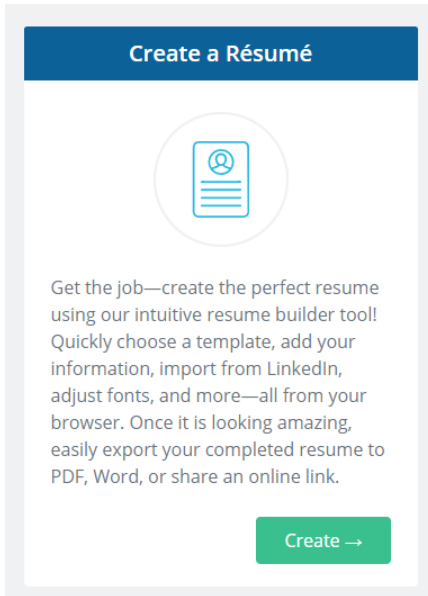 Create a Résumé
Get the job—create the perfect resume
using our intuitive resume builder tool!
Quickly choose a template, add your
information, import from LinkedIn,
adjust fonts, and more—all from your
browser. Once it is looking amazing,
easily export your completed resume to
PDF, Word, or share an online link.
Create →